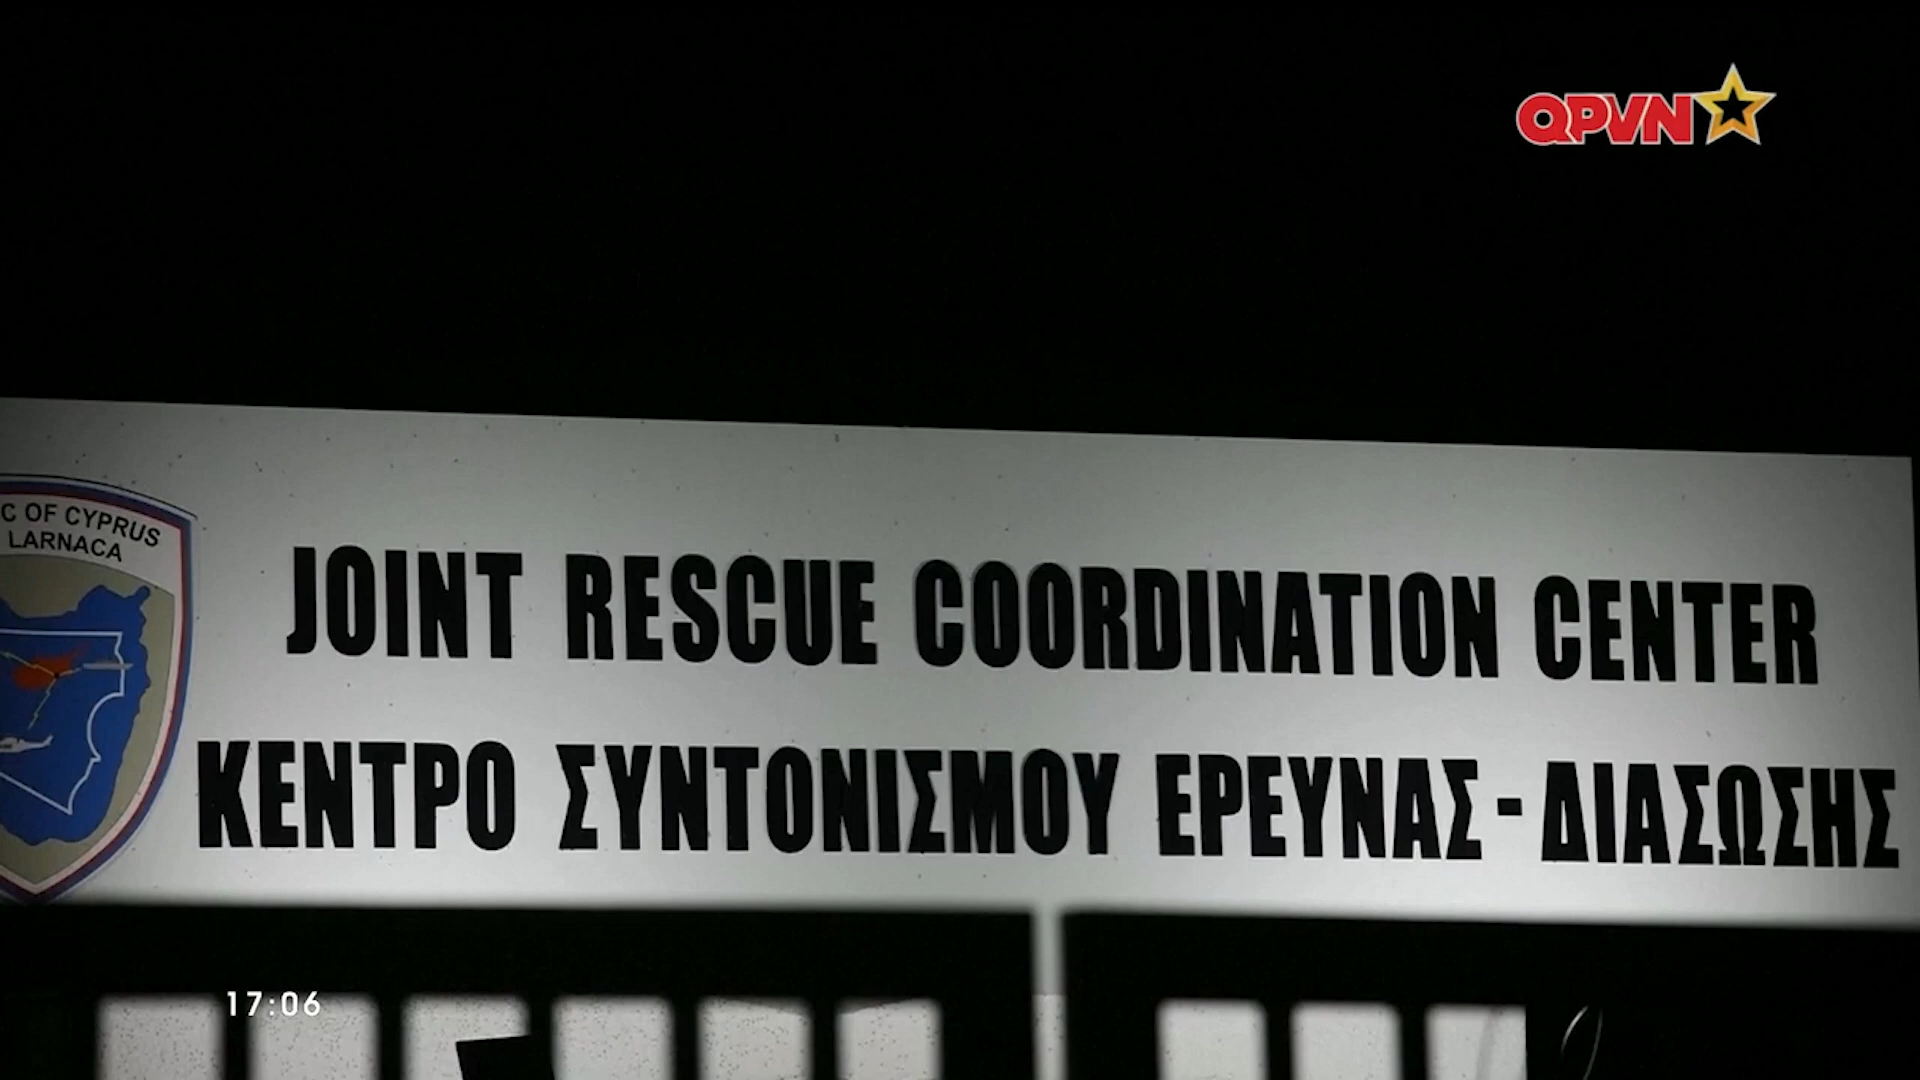 QPVN
C OF CYPRUS
LARNACA
JOINT RESCUE COORDINATION CENTER
ΚΕΝΤΡΟ ΣΥΝΤΟΝΙΣΜΟΥ ΕΡΕΥΝΑΣ - ΔΙΑΣΩΣΗΣ
17:06